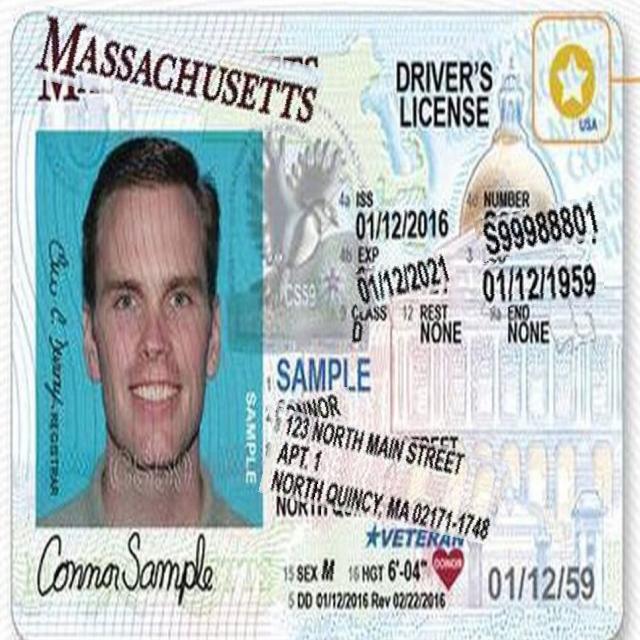 MASSACHUSETTS
DRIVER'S
LICENSE
USA
4a ISS
01/12/2016
4d NUMBER
S99988801
4b EXP
01/12/2021
3
01/12/1959
9 CLASS
D
12 REST
NONE
9a END
NONE
SAMPLE
CONNOR
123 NORTH MAIN STREET
APT. 1
NORTH QUINCY, MA 02171-1748
VETERAN
15 SEX M 16 HGT 6'-04"
DONOR
01/12/59
5 DD 01/12/2016 Rev 02/22/2016
SAMPLE
REGISTRAR
Connor Sample